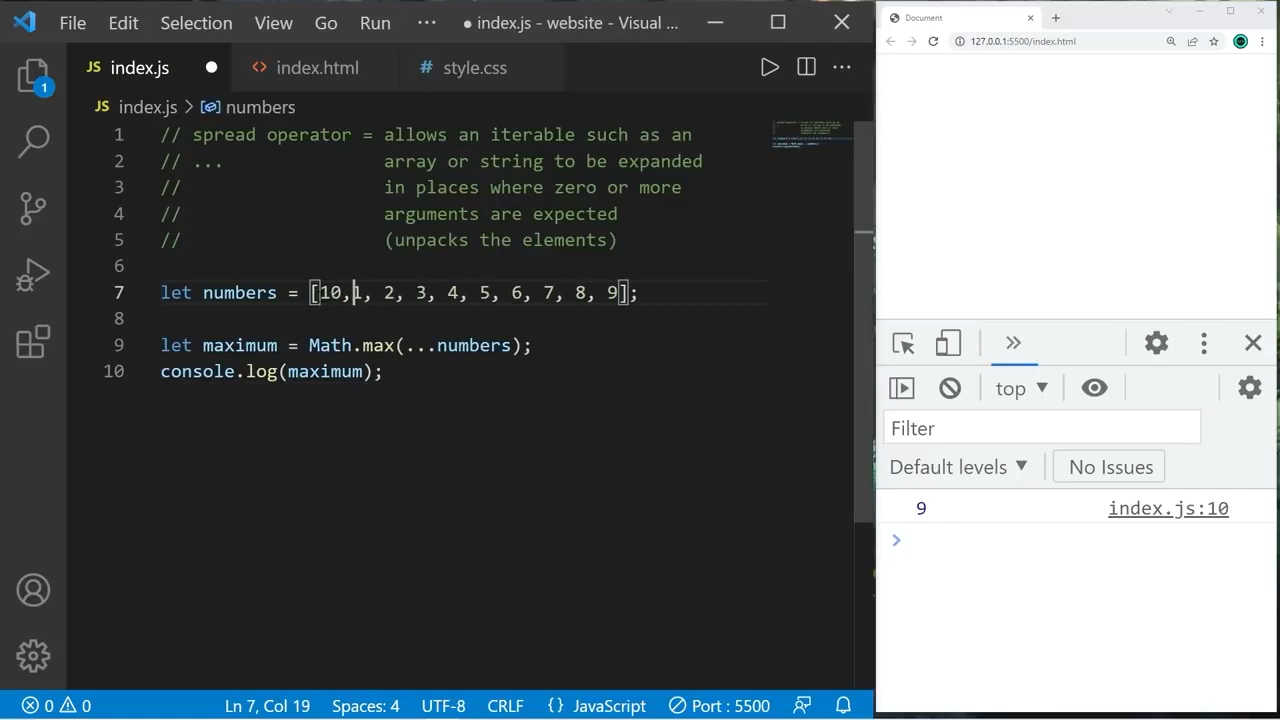 File Edit Selection View Go Run ··· ● index.js - website - Visual ...
JS index.js ● <> index.html # style.css
JS index.js > numbers
1 // spread operator = allows an iterable such as an
2 // ... array or string to be expanded
3 // in places where zero or more
4 // arguments are expected
5 // (unpacks the elements)
6
7 let numbers = [10,1, 2, 3, 4, 5, 6, 7, 8, 9];
8
9 let maximum = Math.max(...numbers);
10 console.log(maximum);
1
0 0 Ln 7, Col 19 Spaces: 4 UTF-8 CRLF {} JavaScript Port : 5500
Document
127.0.0.1:5500/index.html
top
Filter
Default levels No Issues
9 index.js:10
>